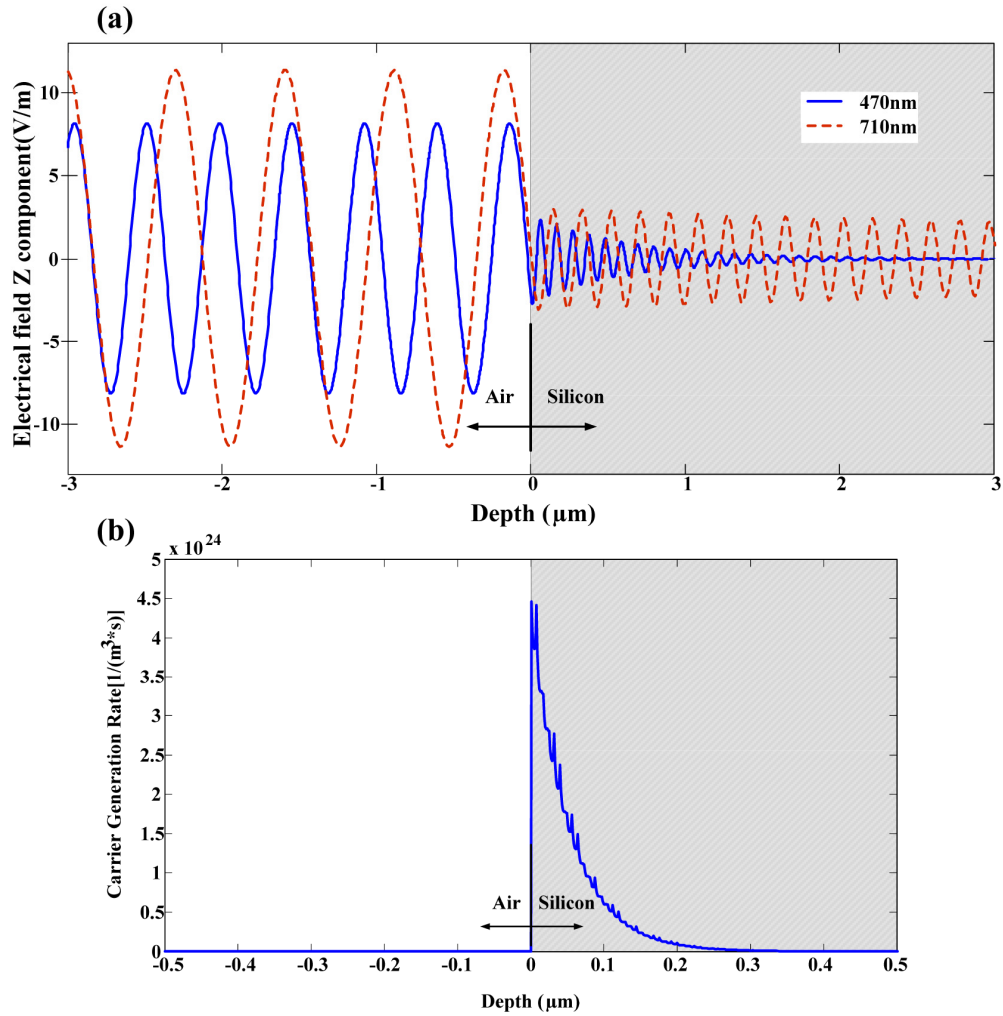 (a)
Electrical field Z component(V/m)
10
5
0
-5
-10
470nm
710nm
Air Silicon
-3 -2 -1 0 1 2 3
Depth (µm)
(b)
x 10^24
Carrier Generation Rate[1/(m³*s)]
5
4.5
4
3.5
3
2.5
2
1.5
1
0.5
0
Air Silicon
-0.5 -0.4 -0.3 -0.2 -0.1 0 0.1 0.2 0.3 0.4 0.5
Depth (µm)